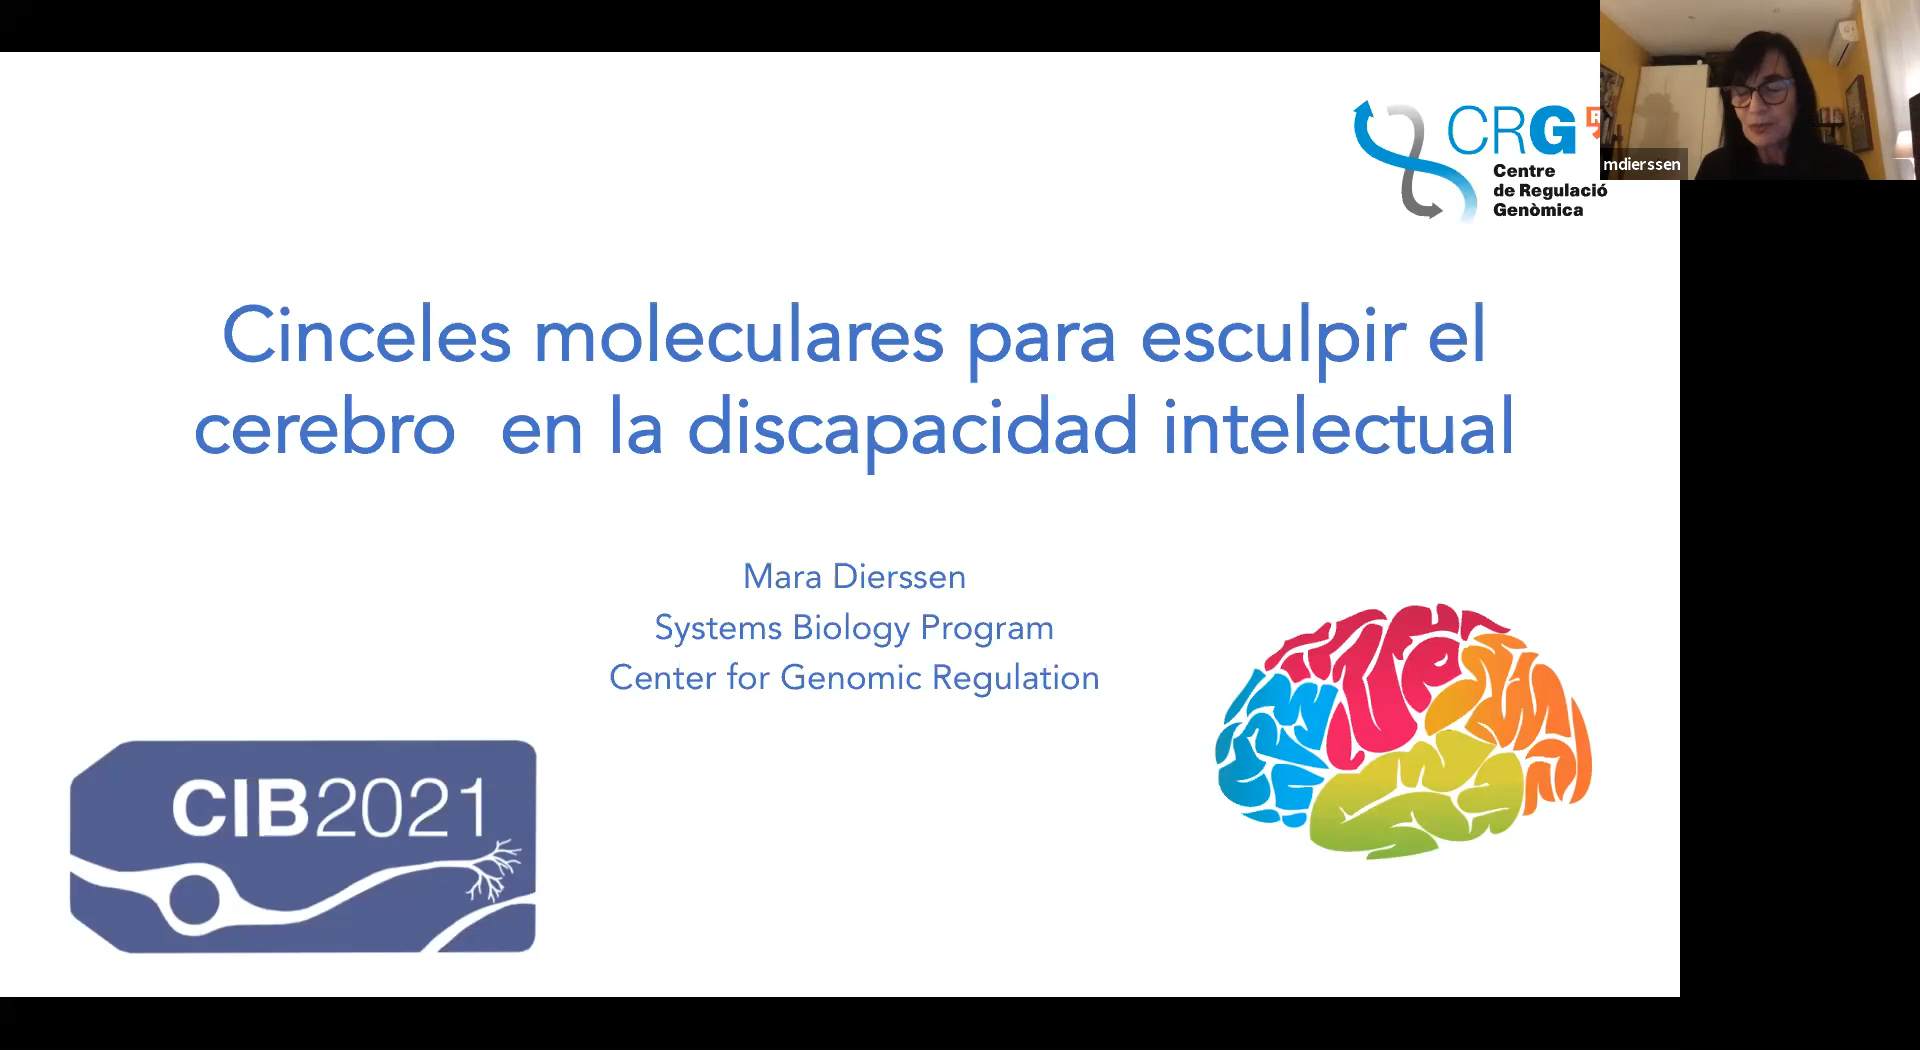 CRG
Centre
de Regulació
Genòmica
mdierssen
Cinceles moleculares para esculpir el
cerebro en la discapacidad intelectual
Mara Dierssen
Systems Biology Program
Center for Genomic Regulation
CIB2021